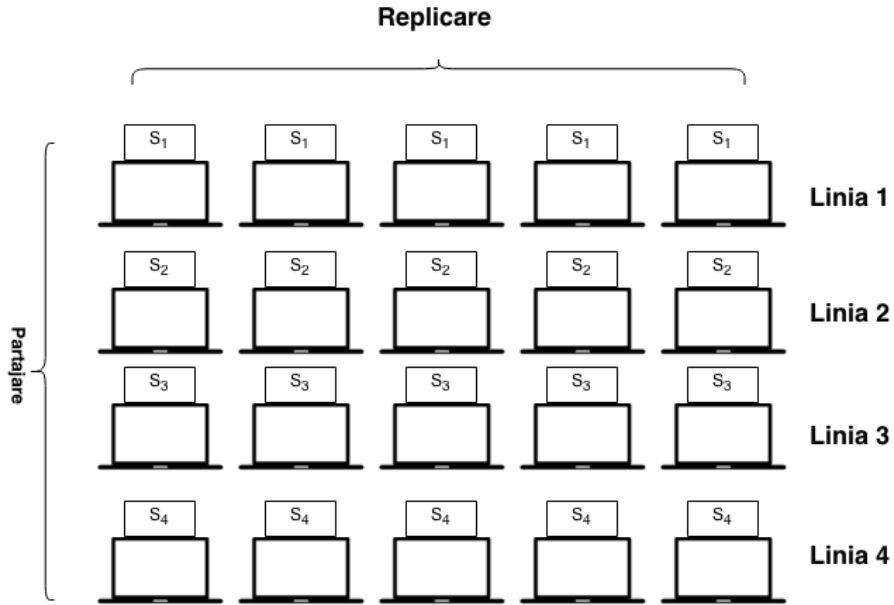 Replicare
S₁ S₁ S₁ S₁ S₁
Linia 1
S₂ S₂ S₂ S₂ S₂
Linia 2
Partajare
S₃ S₃ S₃ S₃ S₃
Linia 3
S₄ S₄ S₄ S₄ S₄
Linia 4